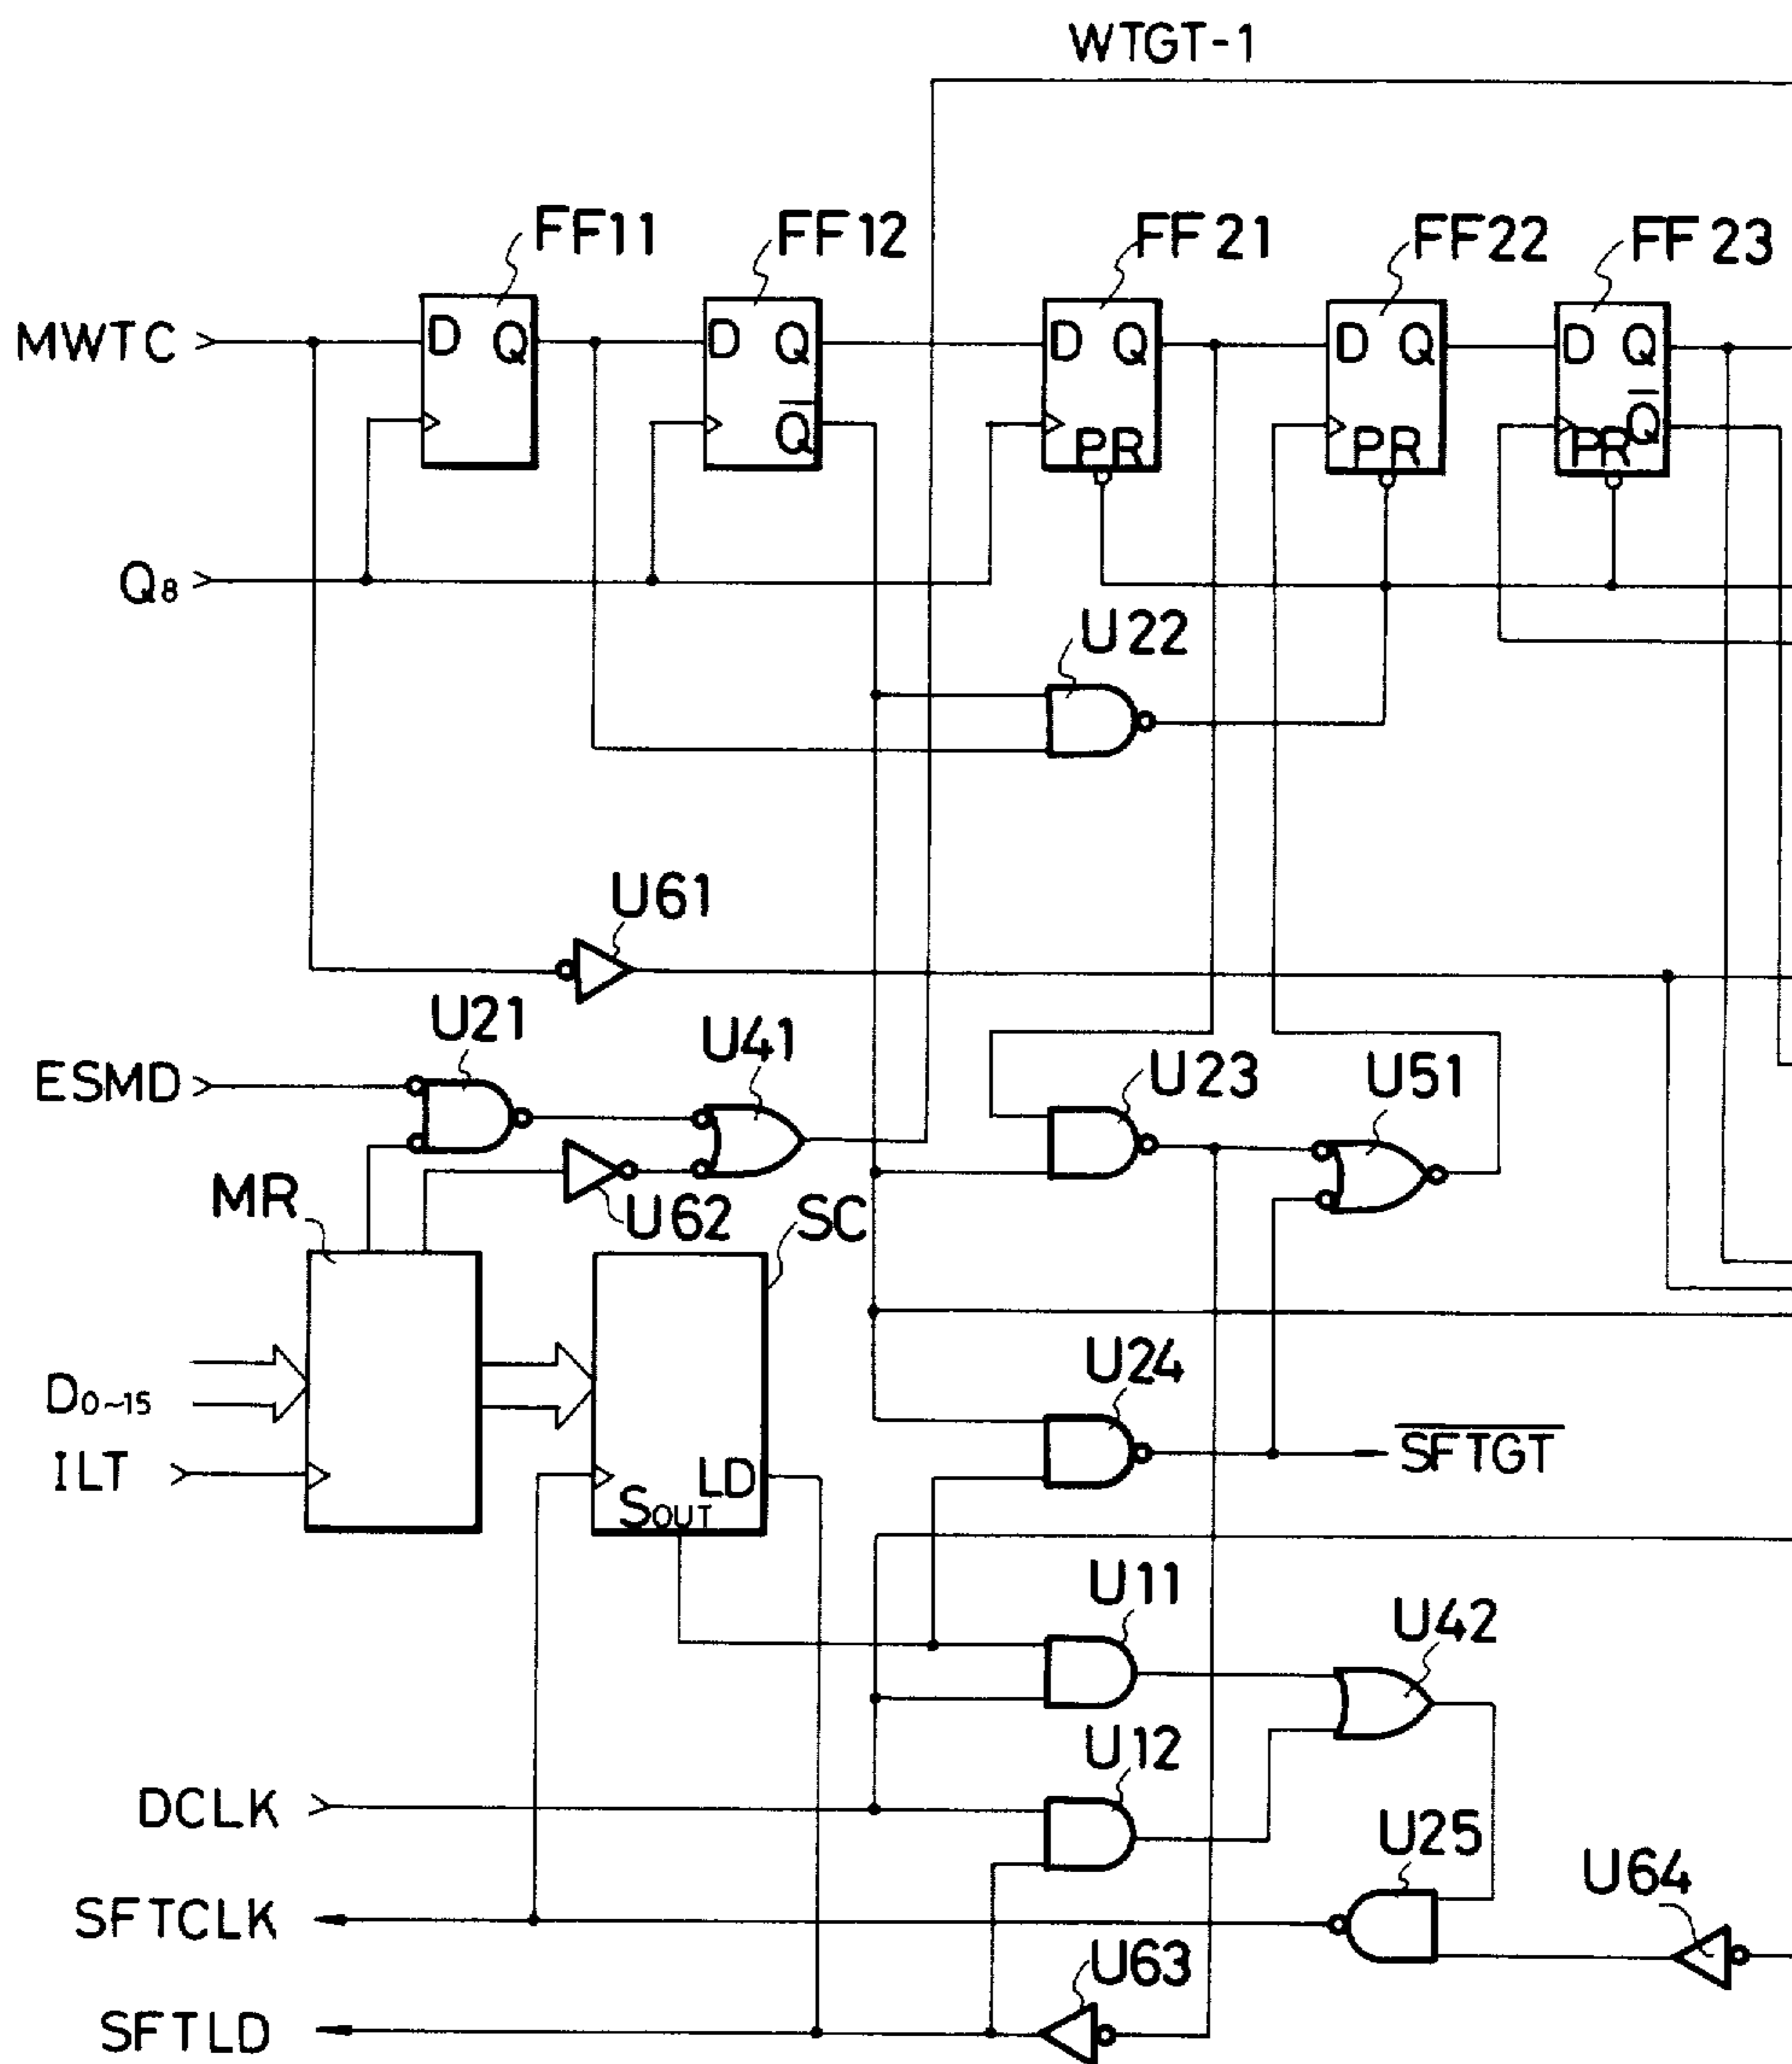 WTGT-1
FF11
FF12
FF21
FF22
FF23
MWTC
D Q
D Q
Q̅
D Q
PR
D Q
PR
D Q
PR Q̅
Q₈
U22
U61
U21
U41
ESMD
U23
U51
MR
U62
SC
U24
D₀~₁₅
S̅F̅T̅G̅T̅
ILT
LD
SOUT
U11
U42
U12
DCLK
U25
U64
SFTCLK
U63
SFTLD